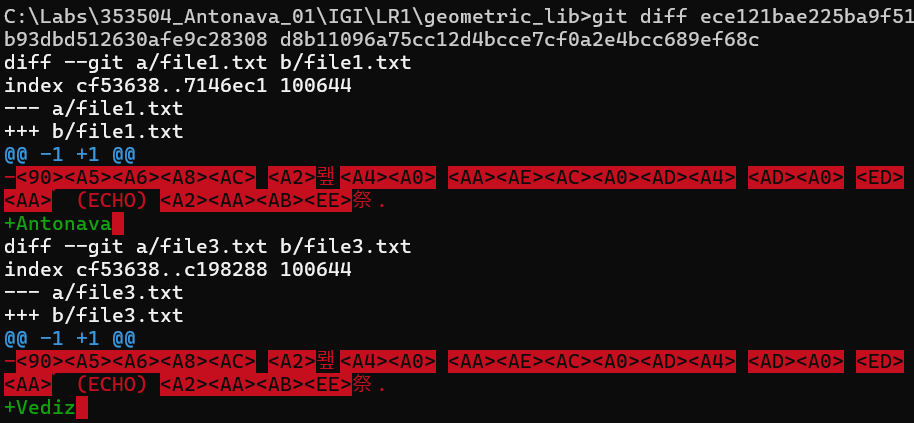 C:\Labs\353504_Antonava_01\IGI\LR1\geometric_lib>git diff ece121bae225ba9f51
b93dbd512630afe9c28308 d8b11096a75cc12d4bcce7cf0a2e4bcc689ef68c
diff --git a/file1.txt b/file1.txt
index cf53638..7146ec1 100644
--- a/file1.txt
+++ b/file1.txt
@@ -1 +1 @@
-<90><A5><A6><A8><AC> <A2><A4><A0> <AA><AE><AC><A0><AD><A4> <AD><A0> <ED>
<AA>  (ECHO) <A2><AA><AB><EE>祭.
+Antonava
diff --git a/file3.txt b/file3.txt
index cf53638..c198288 100644
--- a/file3.txt
+++ b/file3.txt
@@ -1 +1 @@
-<90><A5><A6><A8><AC> <A2><A4><A0> <AA><AE><AC><A0><AD><A4> <AD><A0> <ED>
<AA>  (ECHO) <A2><AA><AB><EE>祭.
+Vediz